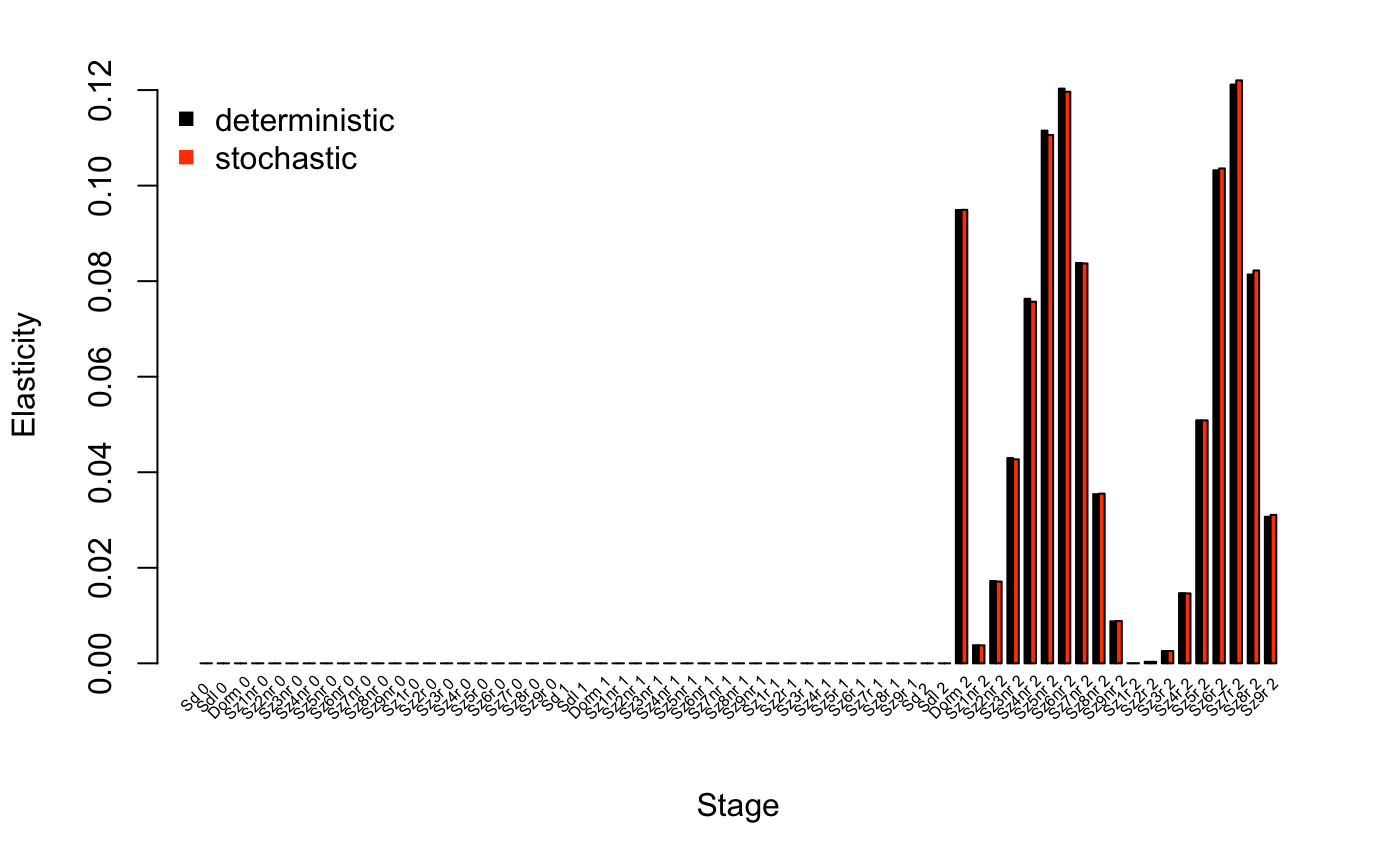 0.12
0.10
0.08
0.06
0.04
0.02
0.00
Elasticity
deterministic
stochastic
Sd 0
Sdl 0
Dorm 0
Sz1nr 0
Sz2nr 0
Sz3nr 0
Sz4nr 0
Sz5nr 0
Sz6nr 0
Sz7nr 0
Sz8nr 0
Sz9nr 0
Sz1r 0
Sz2r 0
Sz3r 0
Sz4r 0
Sz5r 0
Sz6r 0
Sz7r 0
Sz8r 0
Sz9r 0
Sd 1
Sdl 1
Dorm 1
Sz1nr 1
Sz2nr 1
Sz3nr 1
Sz4nr 1
Sz5nr 1
Sz6nr 1
Sz7nr 1
Sz8nr 1
Sz9nr 1
Sz1r 1
Sz2r 1
Sz3r 1
Sz4r 1
Sz5r 1
Sz6r 1
Sz7r 1
Sz8r 1
Sz9r 1
Sd 2
Sdl 2
Dorm 2
Sz1nr 2
Sz2nr 2
Sz3nr 2
Sz4nr 2
Sz5nr 2
Sz6nr 2
Sz7nr 2
Sz8nr 2
Sz9nr 2
Sz1r 2
Sz2r 2
Sz3r 2
Sz4r 2
Sz5r 2
Sz6r 2
Sz7r 2
Sz8r 2
Sz9r 2
Stage